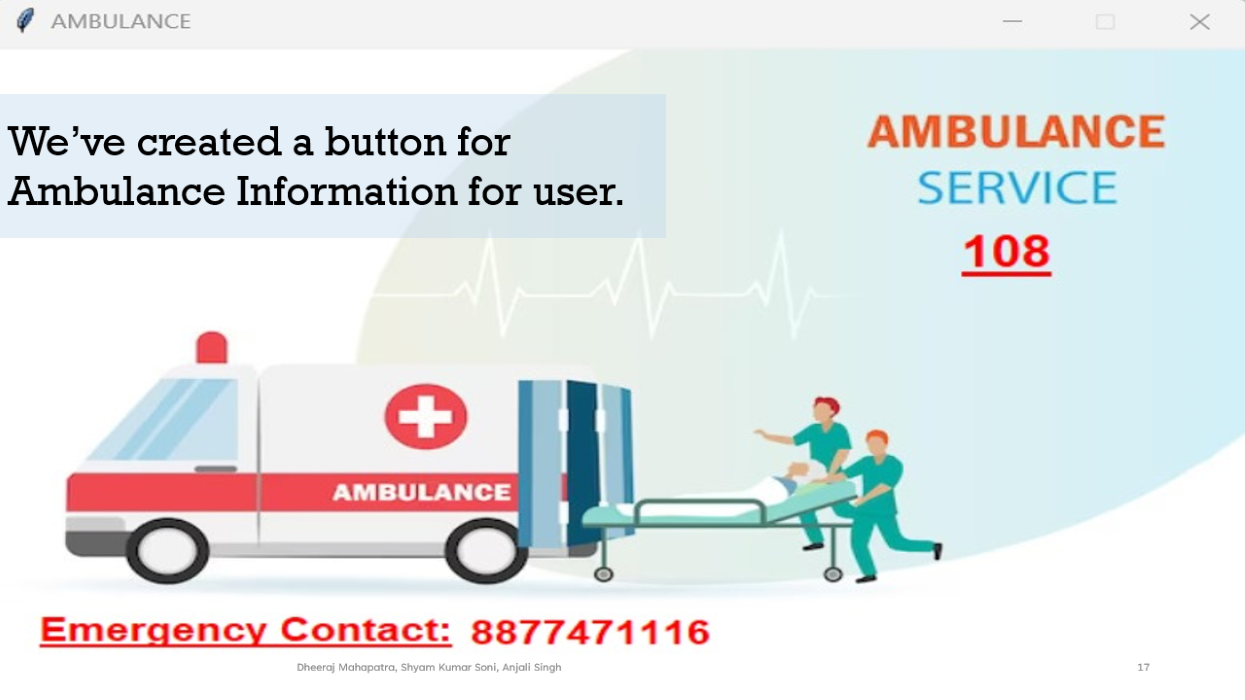 AMBULANCE
We’ve created a button for
Ambulance Information for user.
AMBULANCE
SERVICE
108
AMBULANCE
Emergency Contact: 8877471116
Dheeraj Mahapatra, Shyam Kumar Soni, Anjali Singh
17